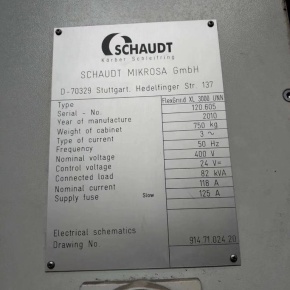 SCHAUDT
Körber Schleifring
SCHAUDT MIKROSA GmbH
D-70329 Stuttgart. Hedelfinger Str. 137
Type FlexGrind XL 3000 UNN
Serial - No. 120 605
Year of manufacture 2010
Weight of cabinet 750 kg
Type of current 3 ~
Frequency 50 Hz
Nominal voltage 400 V
Control voltage 24 V=
Connected load 82 kVA
Nominal current 118 A
Supply fuse Slow 125 A
Electrical schematics
Drawing No. 914.71.024.20